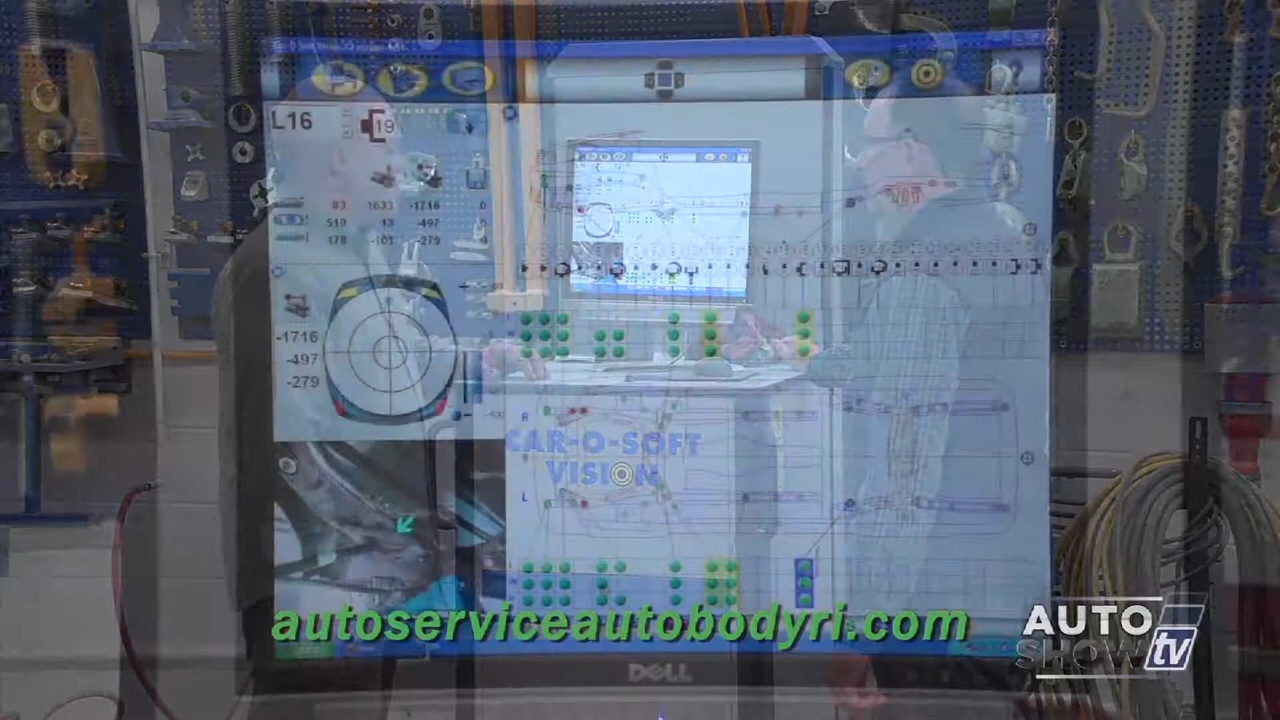 L16
19
83 1633 -1716 0
519 13 -497 0
178 -101 -279
-1716
-497
-279
R
CAR-O-SOFT
VISION
L
autoserviceautobodyri.com
AUTO
SHOW tv
DELL